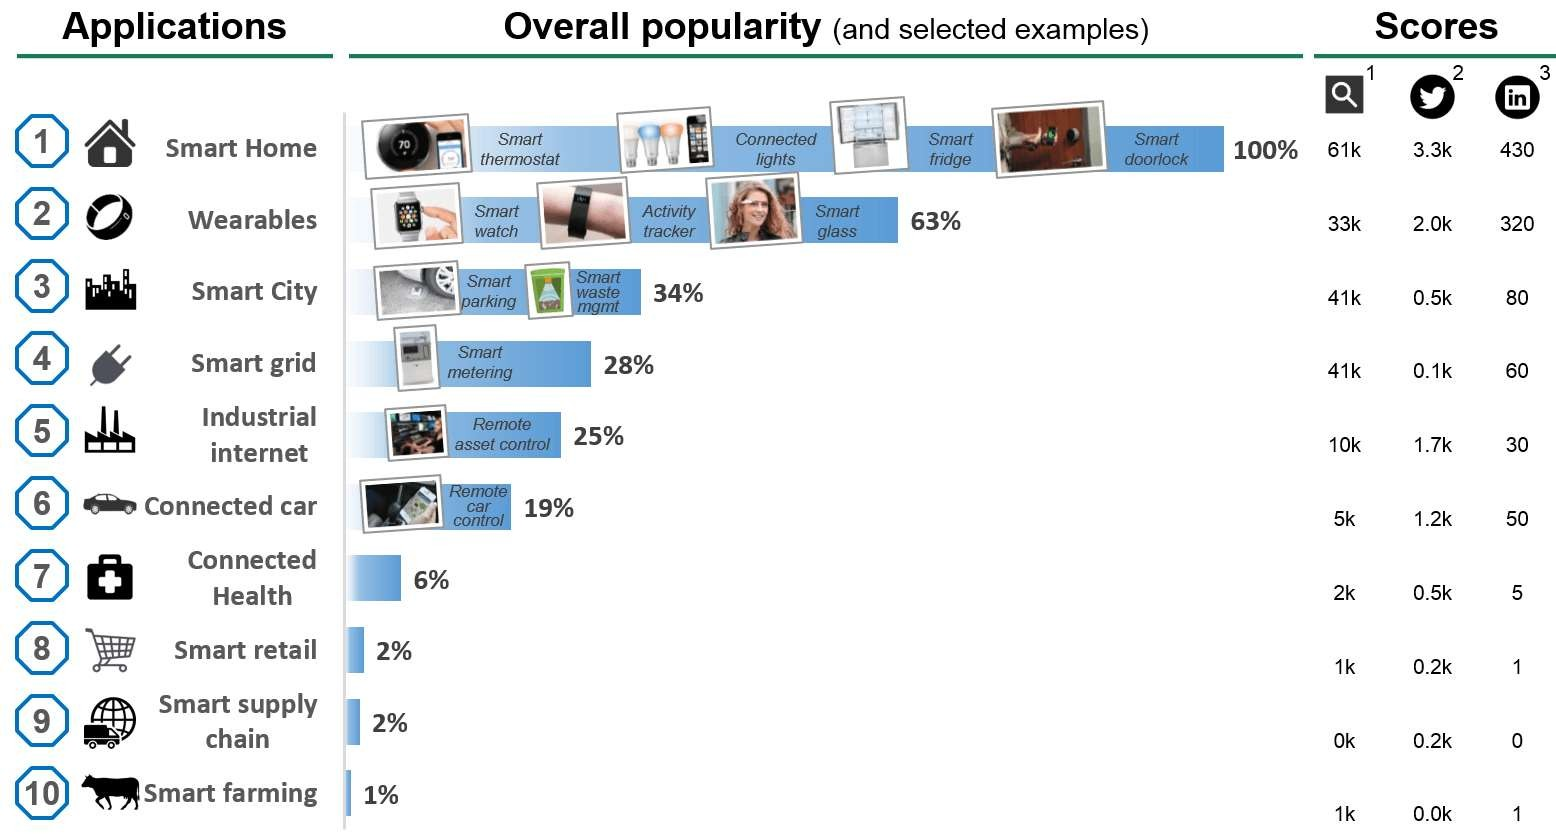 Applications
Overall popularity (and selected examples)
Scores
1
2
3
1
Smart Home
Smart
thermostat
Connected
lights
Smart
fridge
Smart
doorlock
100%
61k
3.3k
430
2
Wearables
Smart
watch
Activity
tracker
Smart
glass
63%
33k
2.0k
320
3
Smart City
Smart
parking
Smart
waste
mgmt
34%
41k
0.5k
80
4
Smart grid
Smart
metering
28%
41k
0.1k
60
5
Industrial
internet
Remote
asset control
25%
10k
1.7k
30
6
Connected car
Remote
car
control
19%
5k
1.2k
50
7
Connected
Health
6%
2k
0.5k
5
8
Smart retail
2%
1k
0.2k
1
9
Smart supply
chain
2%
0k
0.2k
0
10
Smart farming
1%
1k
0.0k
1